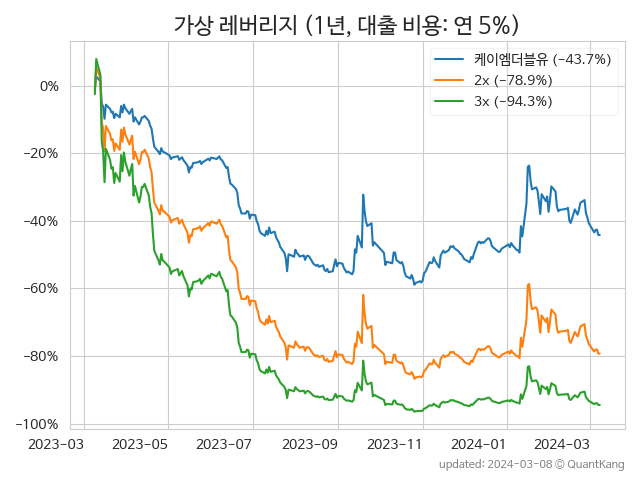 가상 레버리지 (1년, 대출 비용: 연 5%)
케이엠더블유 (−43.7%)
2x (−78.9%)
3x (−94.3%)
0%
−20%
−40%
−60%
−80%
−100%
2023-03 2023-05 2023-07 2023-09 2023-11 2024-01 2024-03
updated: 2024-03-08 © QuantKang